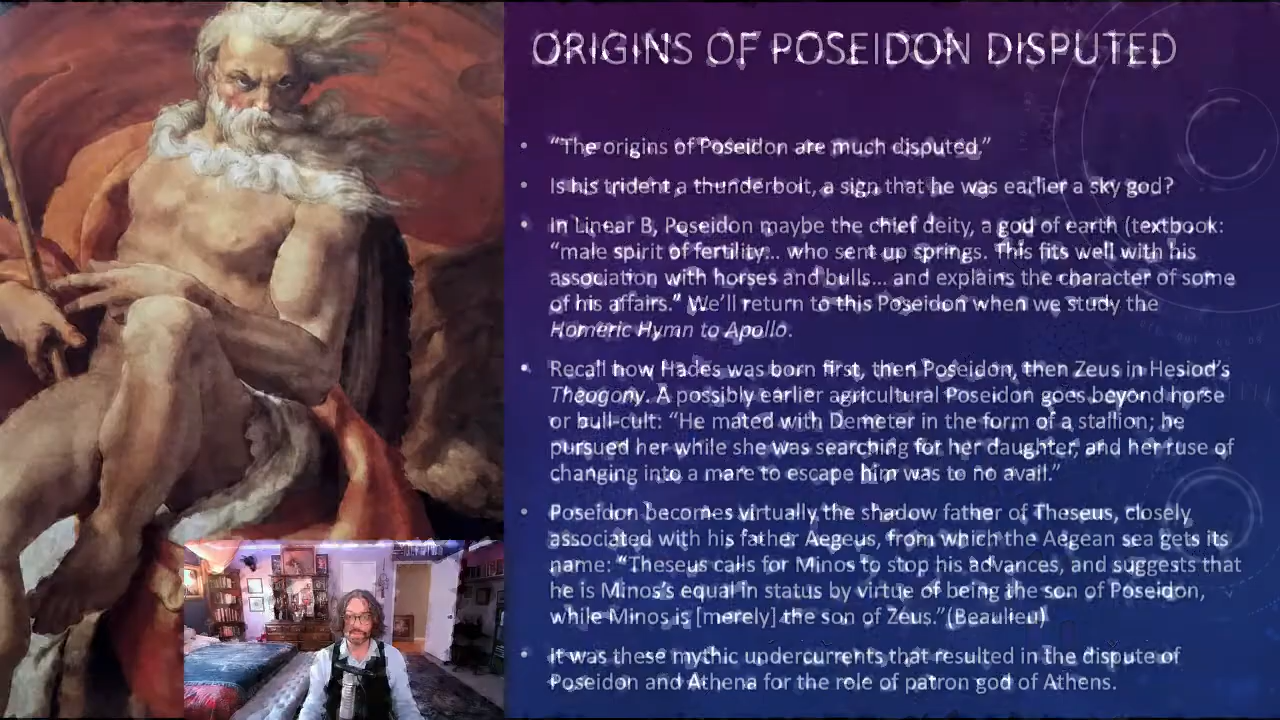 ORIGINS OF POSEIDON DISPUTED
• “The origins of Poseidon are much disputed.”
• Is his trident a thunderbolt, a sign that he was earlier a sky god?
• In Linear B, Poseidon maybe the chief deity, a god of earth (textbook:
“male spirit of fertility... who sent up springs. This fits well with his
association with horses and bulls... and explains the character of some
of his affairs.” We’ll return to this Poseidon when we study the
Homeric Hymn to Apollo.
• Recall how Hades was born first, then Poseidon, then Zeus in Hesiod’s
Theogony. A possibly earlier agricultural Poseidon goes beyond horse
or bull-cult: “He mated with Demeter in the form of a stallion; he
pursued her while she was searching for her daughter, and her ruse of
changing into a mare to escape him was to no avail.”
• Poseidon becomes virtually the shadow father of Theseus, closely
associated with his father Aegeus, from which the Aegean sea gets its
name: “Theseus calls for Minos to stop his advances, and suggests that
he is Minos’s equal in status by virtue of being the son of Poseidon,
while Minos is [merely] the son of Zeus.”(Beaulieu)
• It was these mythic undercurrents that resulted in the dispute of
Poseidon and Athena for the role of patron god of Athens.